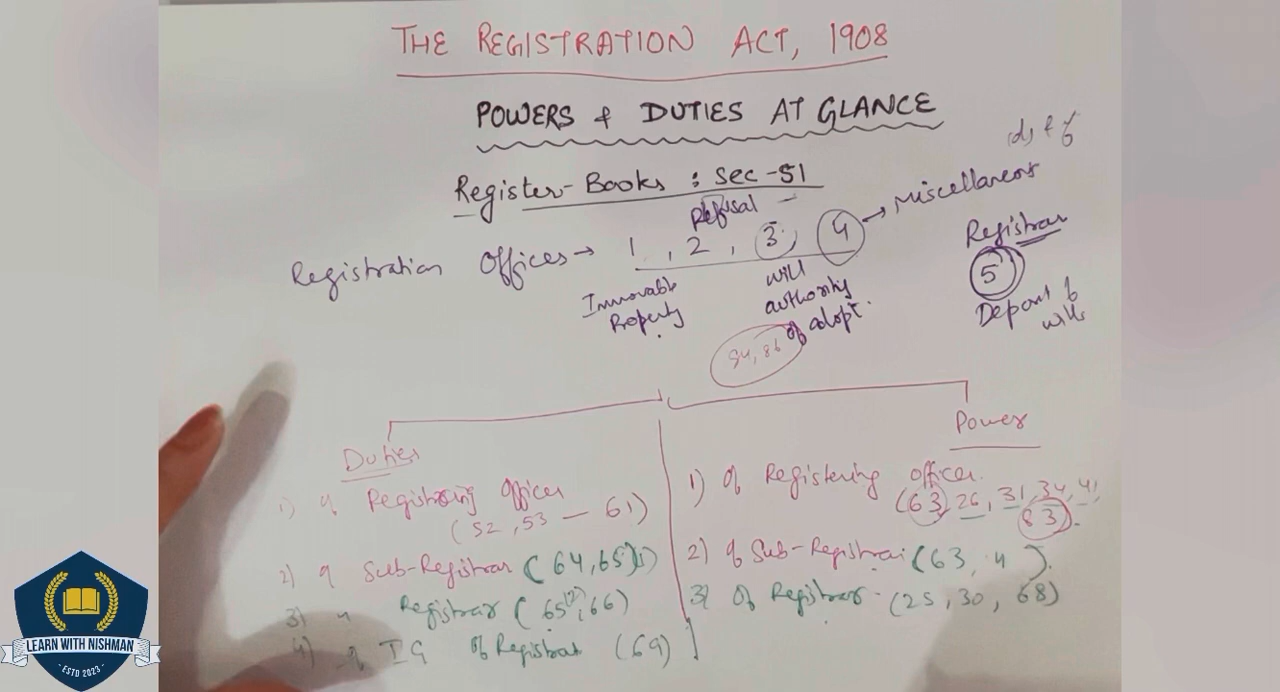 THE REGISTRATION ACT, 1908
POWERS & DUTIES AT GLANCE
Register-Books : Sec-51
Refusal
Registration Offices → 1, 2, 3, 4 → Miscellaneous
Immovable Property
will authority of adopt.
Registrar
5
Deposit of wills
Duties
1) of Registering Officer
(52, 53 — 61)
2) of Sub-Registrar (64, 65(1))
3) " Registrar (65(2), 66)
4) of IG of Registrar (69)
Power
1) Of Registering officer.
(63, 26, 31, 34, 41, 83).
2) of Sub-Registrar (63, 4).
3) Of Registrar - (25, 30, 68)
LEARN WITH NISHMAN
- ESTD 2023 -